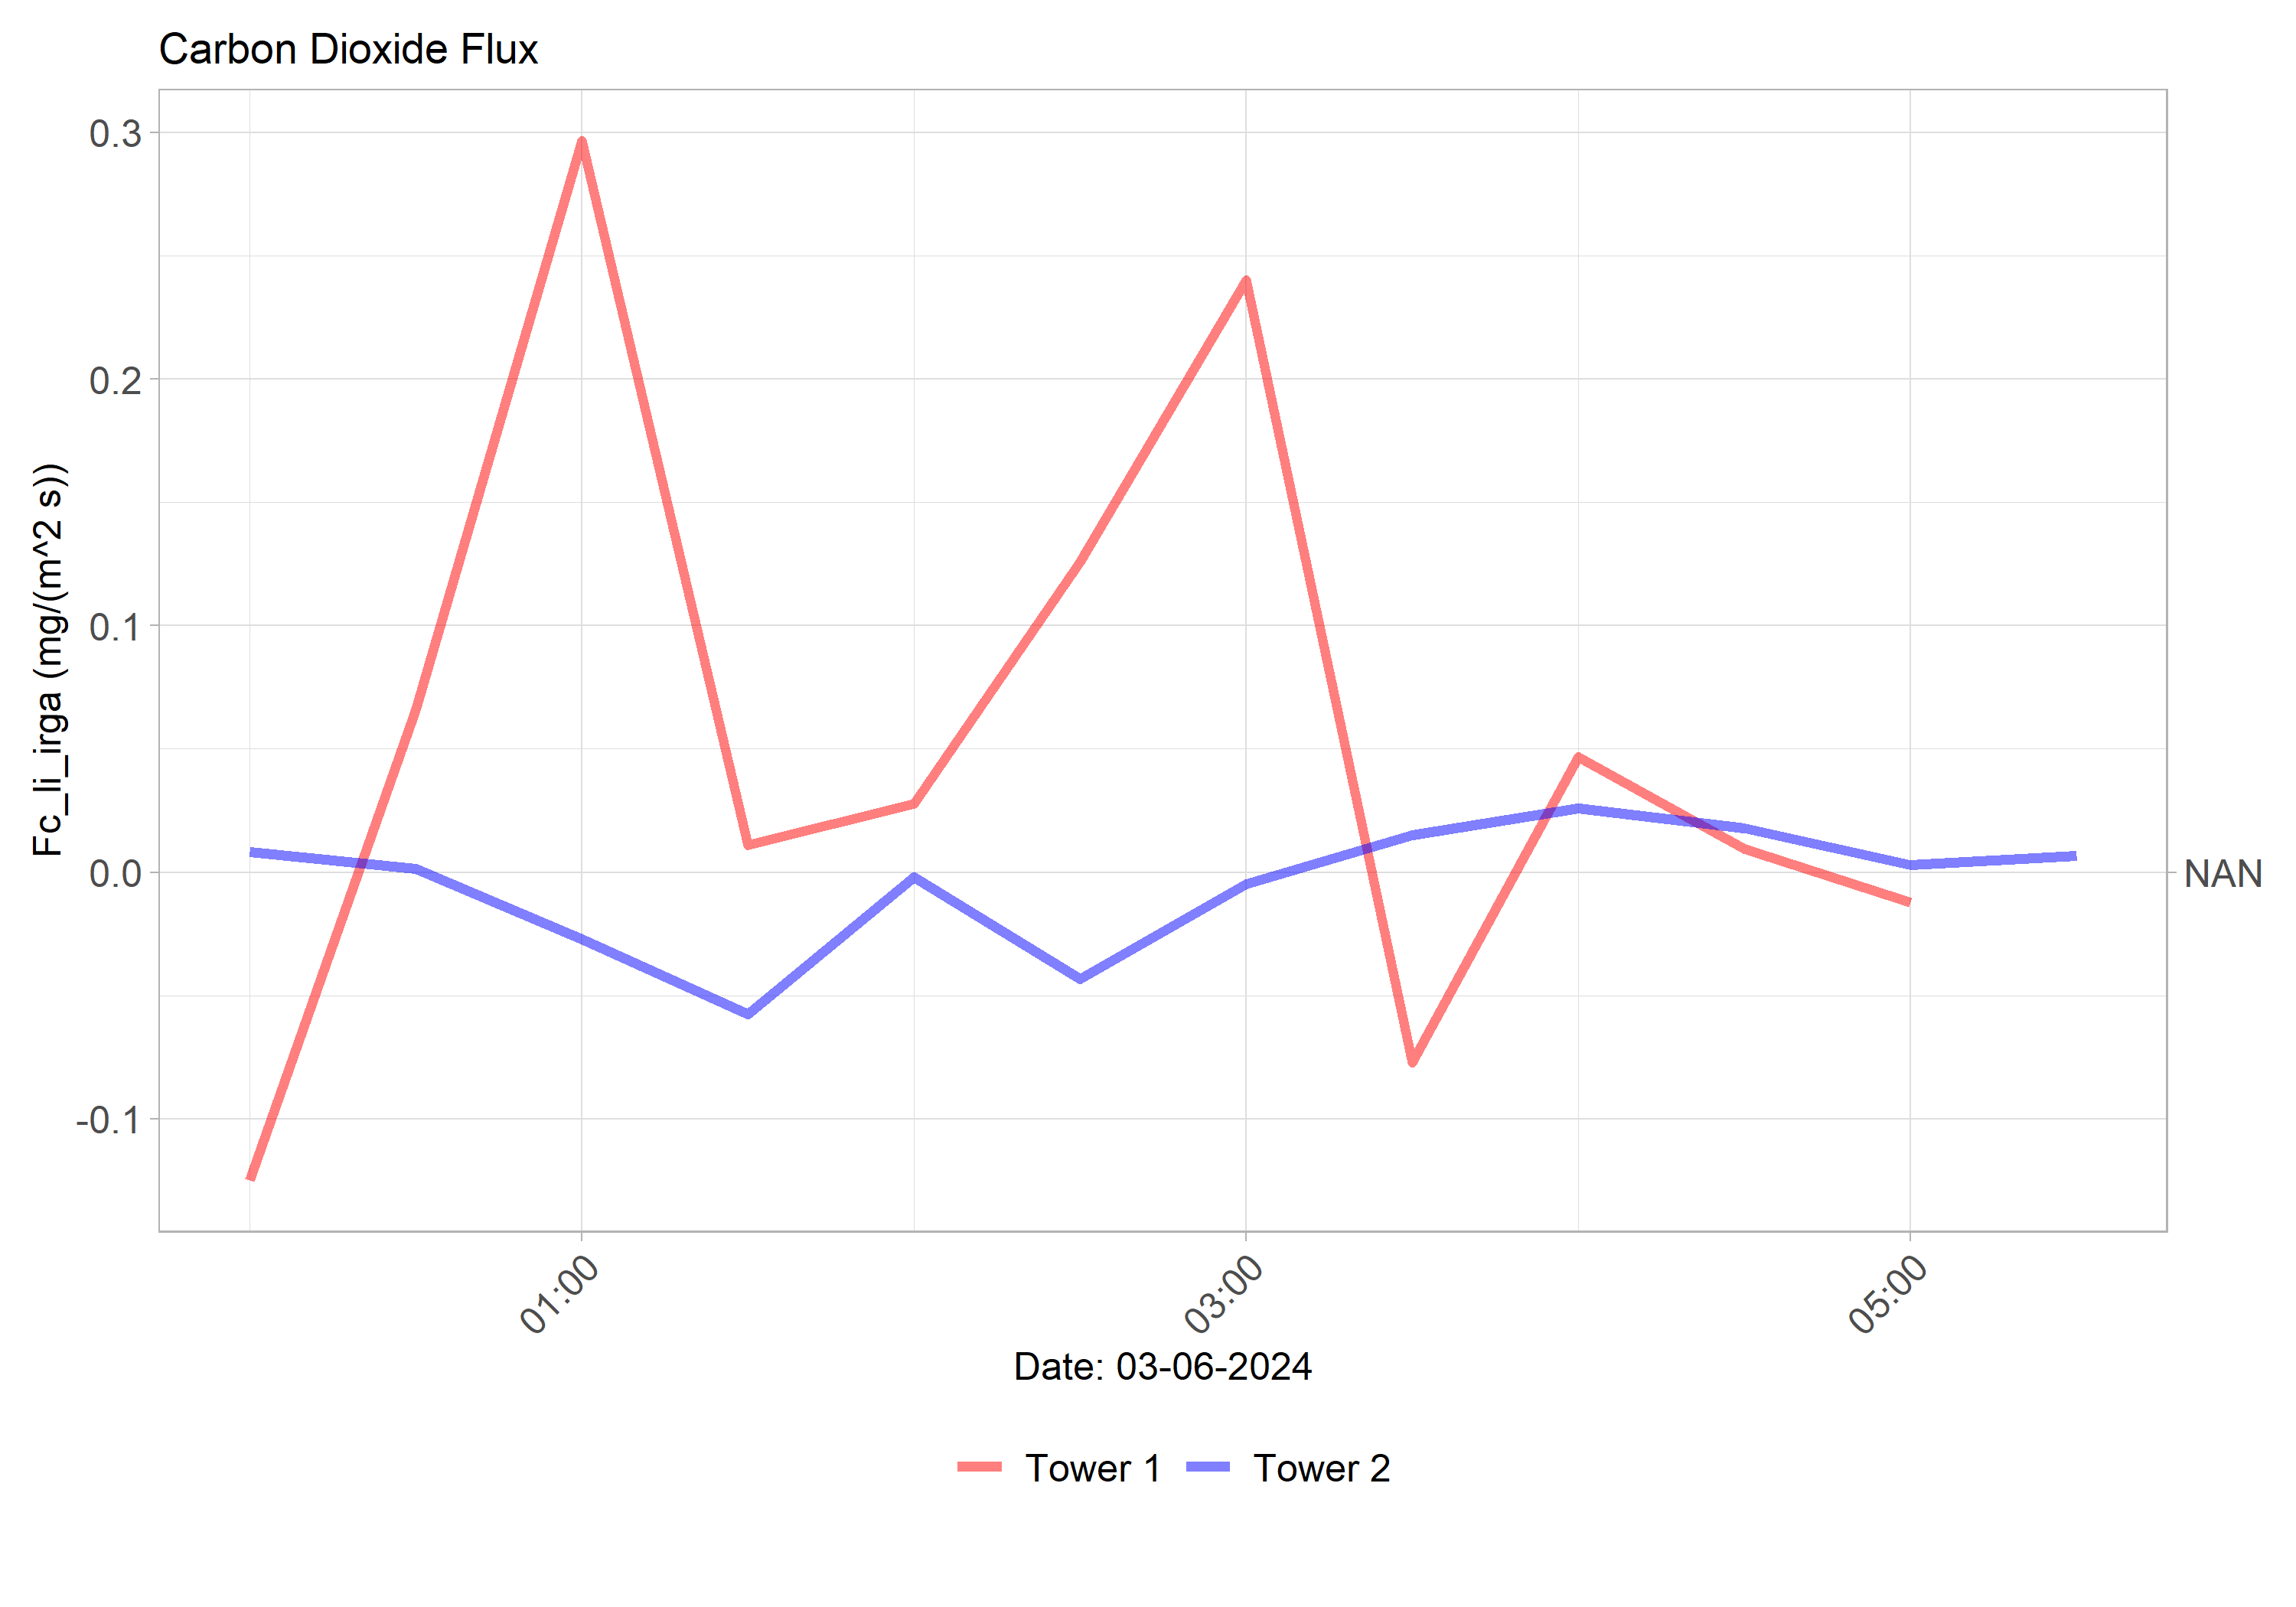 Carbon Dioxide Flux
Fc_li_irga (mg/(m^2 s))
0.3
0.2
0.1
0.0
-0.1
NAN
01:00
03:00
05:00
Date: 03-06-2024
Tower 1
Tower 2